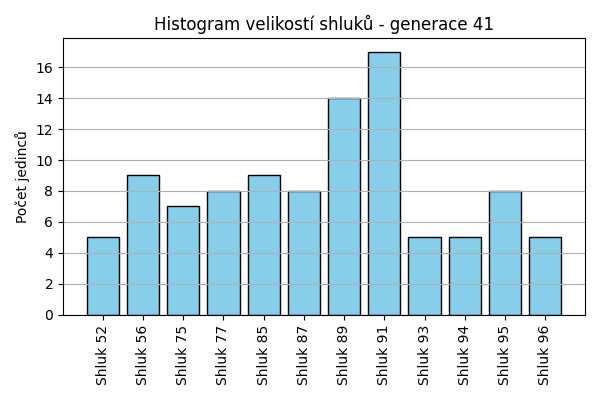 Histogram velikostí shluků - generace 41
Počet jedinců
16
14
12
10
8
6
4
2
0
Shluk 52
Shluk 56
Shluk 75
Shluk 77
Shluk 85
Shluk 87
Shluk 89
Shluk 91
Shluk 93
Shluk 94
Shluk 95
Shluk 96